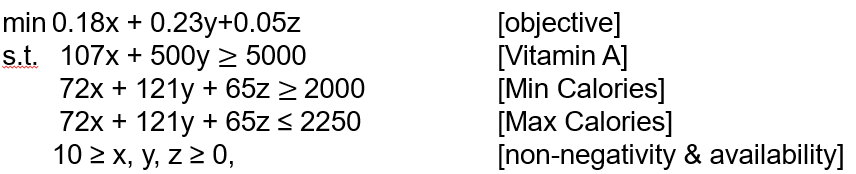 min 0.18x + 0.23y+0.05z [objective]
s.t. 107x + 500y ≥ 5000 [Vitamin A]
72x + 121y + 65z ≥ 2000 [Min Calories]
72x + 121y + 65z ≤ 2250 [Max Calories]
10 ≥ x, y, z ≥ 0, [non-negativity & availability]